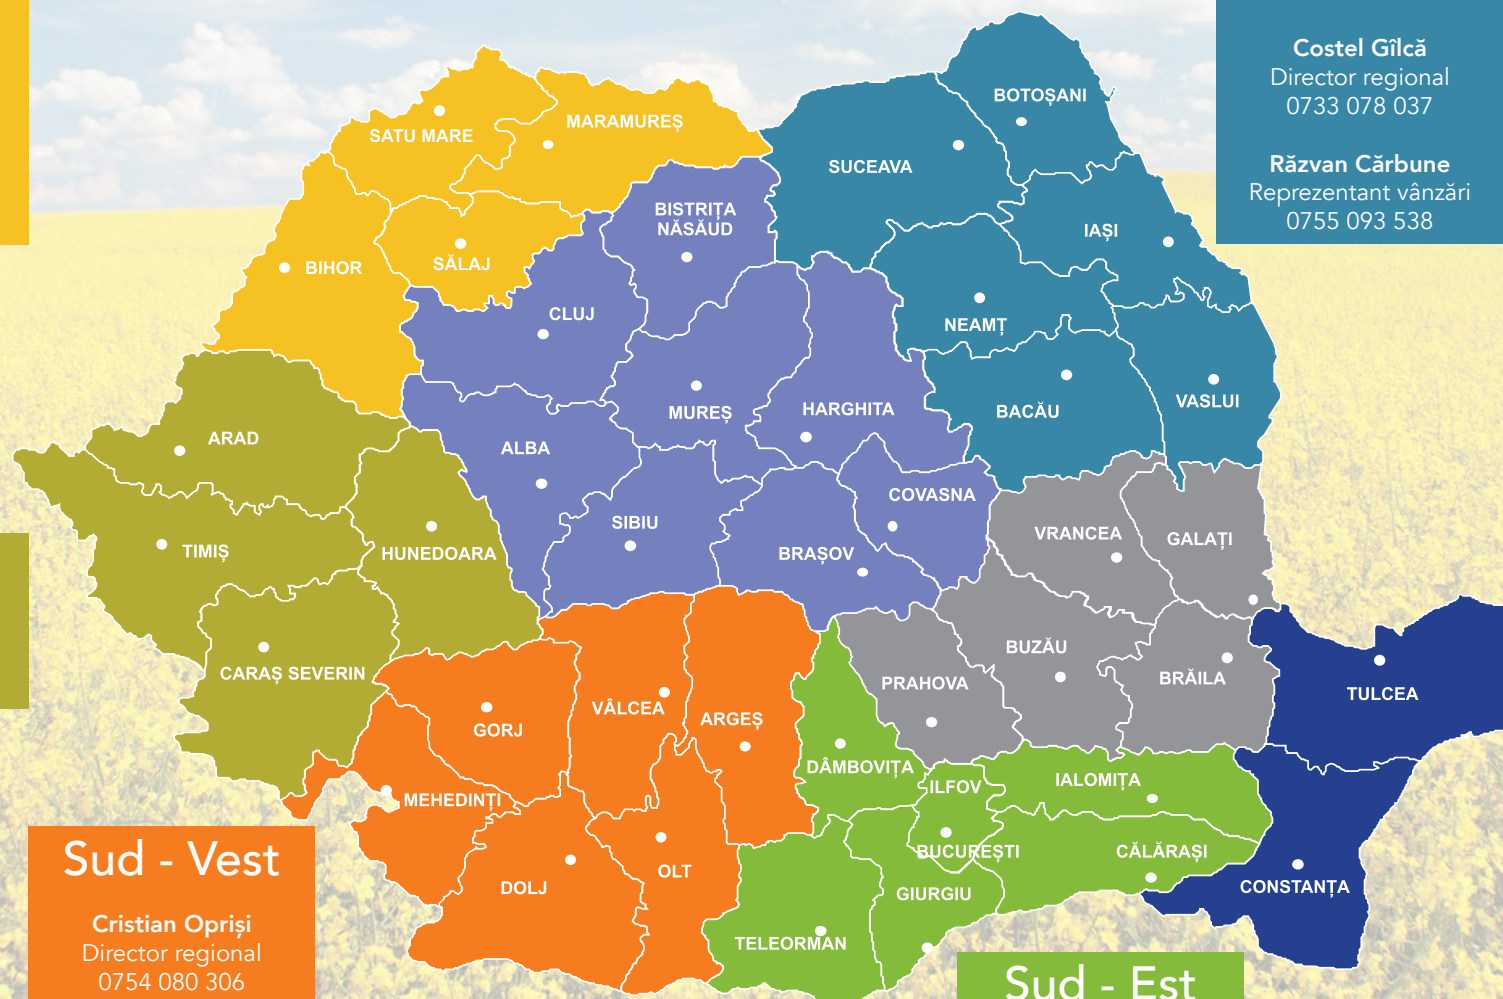 Costel Gîlcă
Director regional
0733 078 037
Răzvan Cărbune
Reprezentant vânzări
0755 093 538
BOTOȘANI
SATU MARE
MARAMUREȘ
SUCEAVA
BISTRIȚA
NĂSĂUD
IAȘI
BIHOR
SĂLAJ
CLUJ
NEAMȚ
MUREȘ
HARGHITA
BACĂU
VASLUI
ARAD
ALBA
COVASNA
SIBIU
VRANCEA
GALAȚI
TIMIȘ
HUNEDOARA
BRAȘOV
BUZĂU
CARAȘ SEVERIN
PRAHOVA
BRĂILA
TULCEA
VÂLCEA
ARGEȘ
GORJ
DÂMBOVIȚA
ILFOV
IALOMIȚA
MEHEDINȚI
BUCUREȘTI
CĂLĂRAȘI
OLT
DOLJ
GIURGIU
CONSTANȚA
TELEORMAN
Sud - Vest
Cristian Opriși
Director regional
0754 080 306
Sud - Est